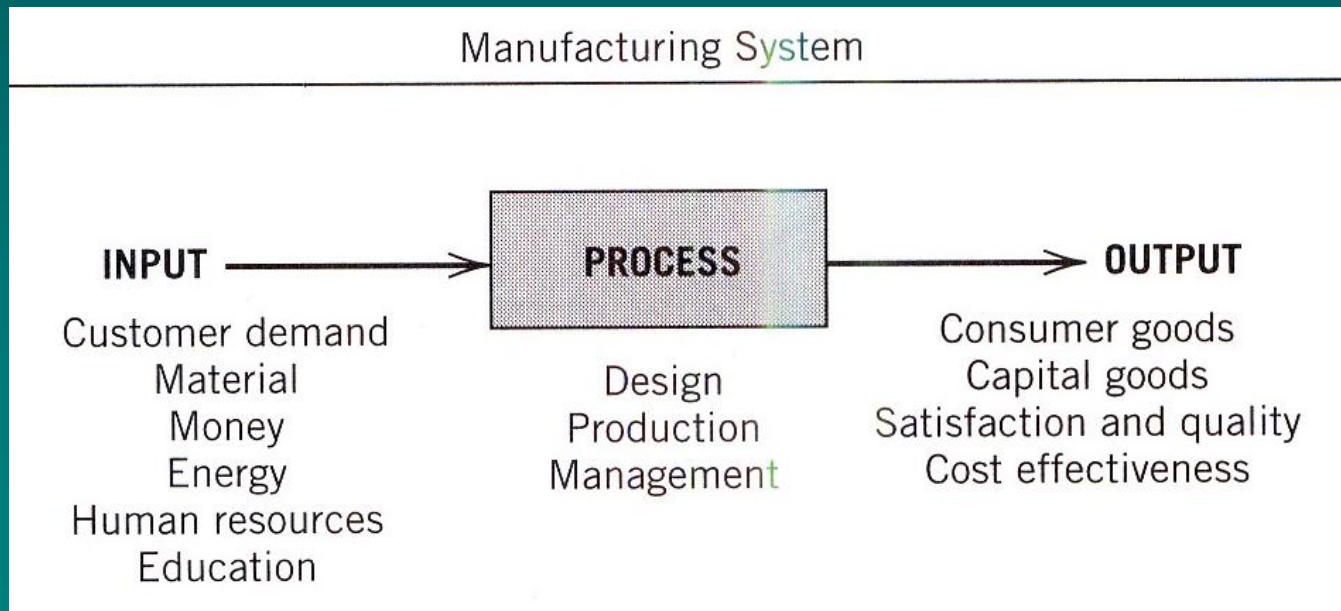 Manufacturing System
INPUT
Customer demand
Material
Money
Energy
Human resources
Education
PROCESS
Design
Production
Management
OUTPUT
Consumer goods
Capital goods
Satisfaction and quality
Cost effectiveness